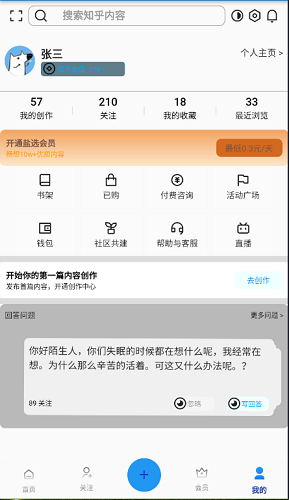 搜索知乎内容
张三
个人主页 >
57 210 18 33
我的创作 关注 我的收藏 最近浏览
开通盐选会员
畅想10w+优质内容
最低0.3元/天
书架 已购 付费咨询 活动广场
钱包 社区共建 帮助与客服 直播
开始你的第一篇内容创作
发布首篇内容，开通创作中心
去创作
回答问题 更多问题 >
你好陌生人，你们失眠的时候都在想什么呢，我经常在
想。为什么那么辛苦的活着。可这又什么办法呢。？
89 关注 忽略 写回答
首页 关注 + 会员 我的